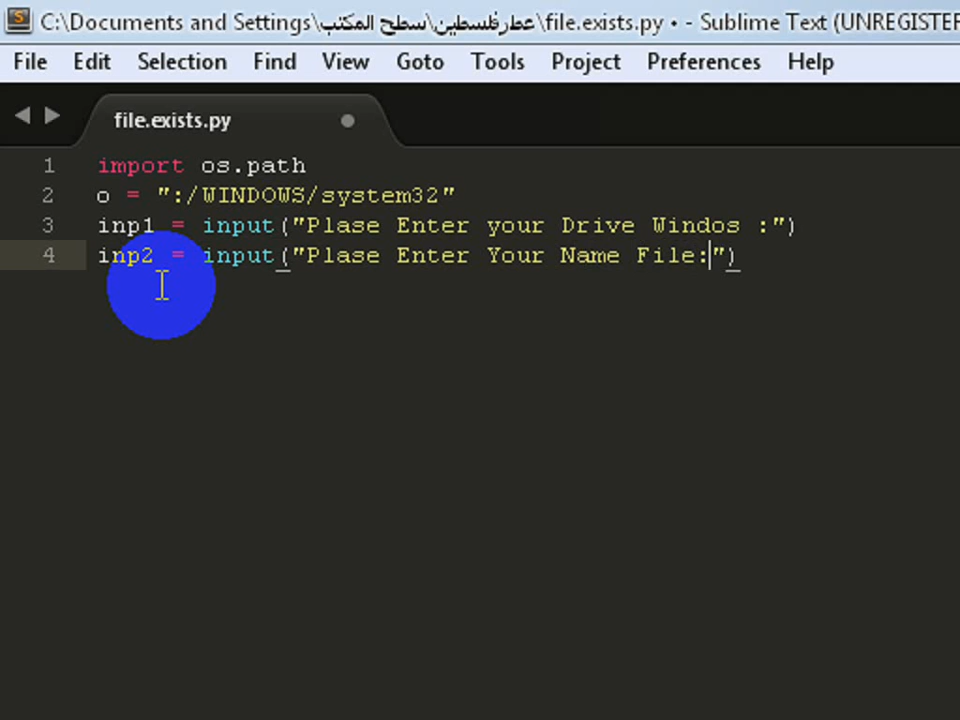 C:\Documents and Settings\عطرفلسطين\سطح المكتب\file.exists.py • - Sublime Text (UNREGISTER
File Edit Selection Find View Goto Tools Project Preferences Help
file.exists.py
1 import os.path
2 o = ":/WINDOWS/system32"
3 inp1 = input("Plase Enter your Drive Windos :")
4 inp2 = input("Plase Enter Your Name File:")